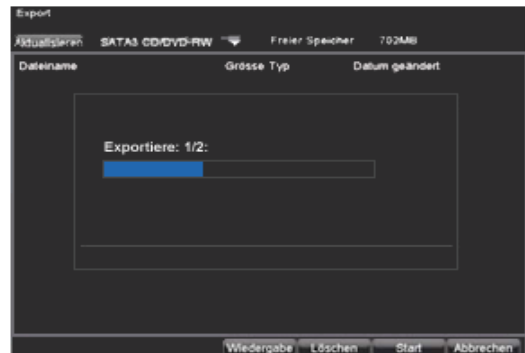 Export
Aktualisieren SATA3 CD/DVD-RW Freier Speicher 702MB
Dateiname Grösse Typ Datum geändert
Exportiere: 1/2:
Wiedergabe Löschen Start Abbrechen